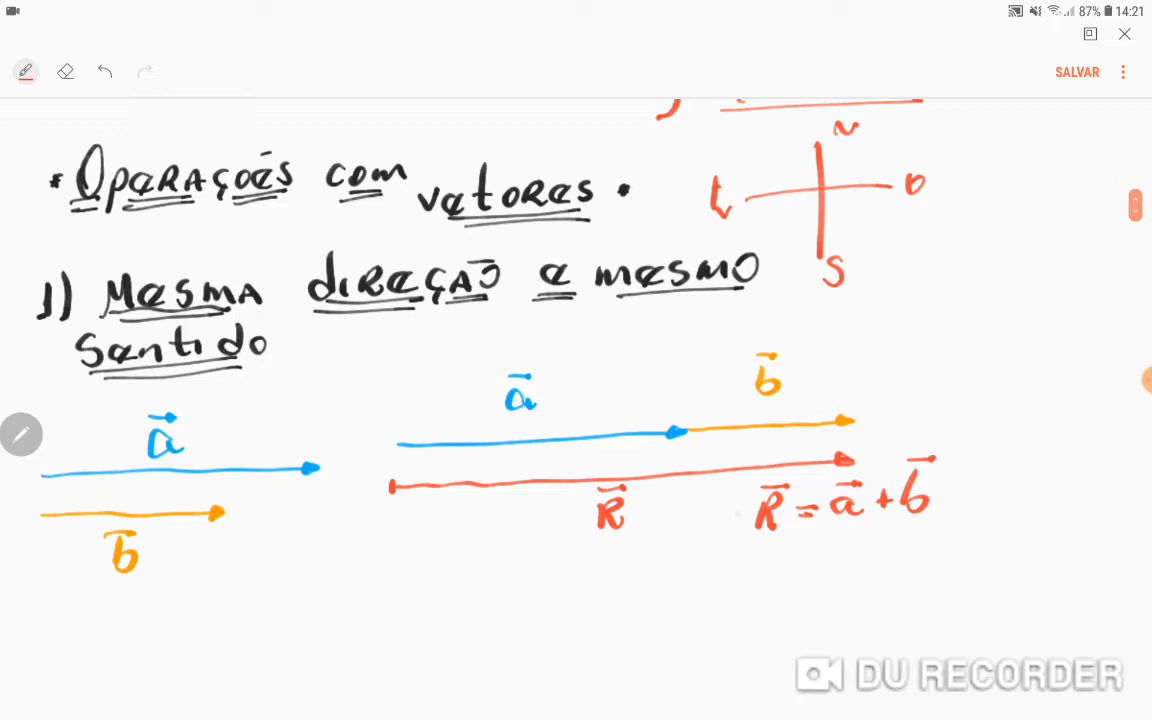 87% 14:21
SALVAR
N
• Operações com vetores •
L O
S
1) Mesma direção e mesmo
sentido
a b
a
R R = a + b
b
DU RECORDER